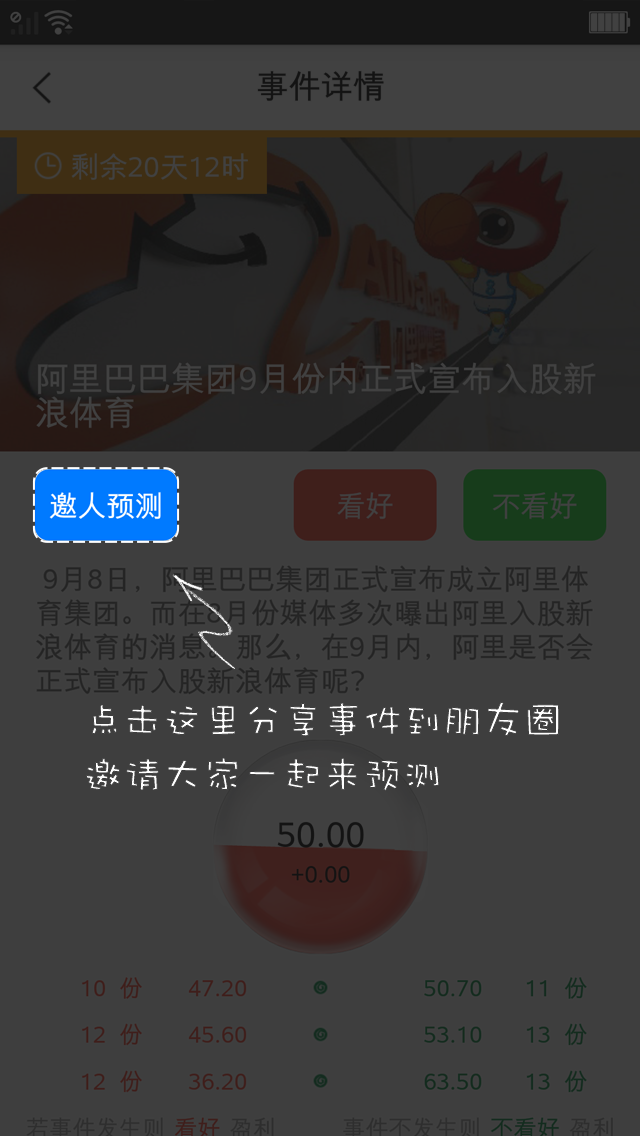 事件详情
剩余20天12时
Alibaba
阿里巴巴集团9月份内正式宣布入股新
浪体育
邀人预测
看好
不看好
9月8日，阿里巴巴集团正式宣布成立阿里体
育集团。而在8月份媒体多次曝出阿里入股新
浪体育的消息。那么，在9月内，阿里是否会
正式宣布入股新浪体育呢？
点击这里分享事件到朋友圈
邀请大家一起来预测
50.00
+0.00
10 份 47.20 50.70 11 份
12 份 45.60 53.10 13 份
12 份 36.20 63.50 13 份
若事件发生则 看好 盈利 事件不发生则 不看好 盈利